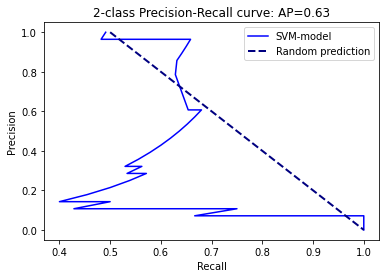 2-class Precision-Recall curve: AP=0.63
1.0
0.8
0.6
0.4
0.2
0.0
Precision
SVM-model
Random prediction
0.4 0.5 0.6 0.7 0.8 0.9 1.0
Recall